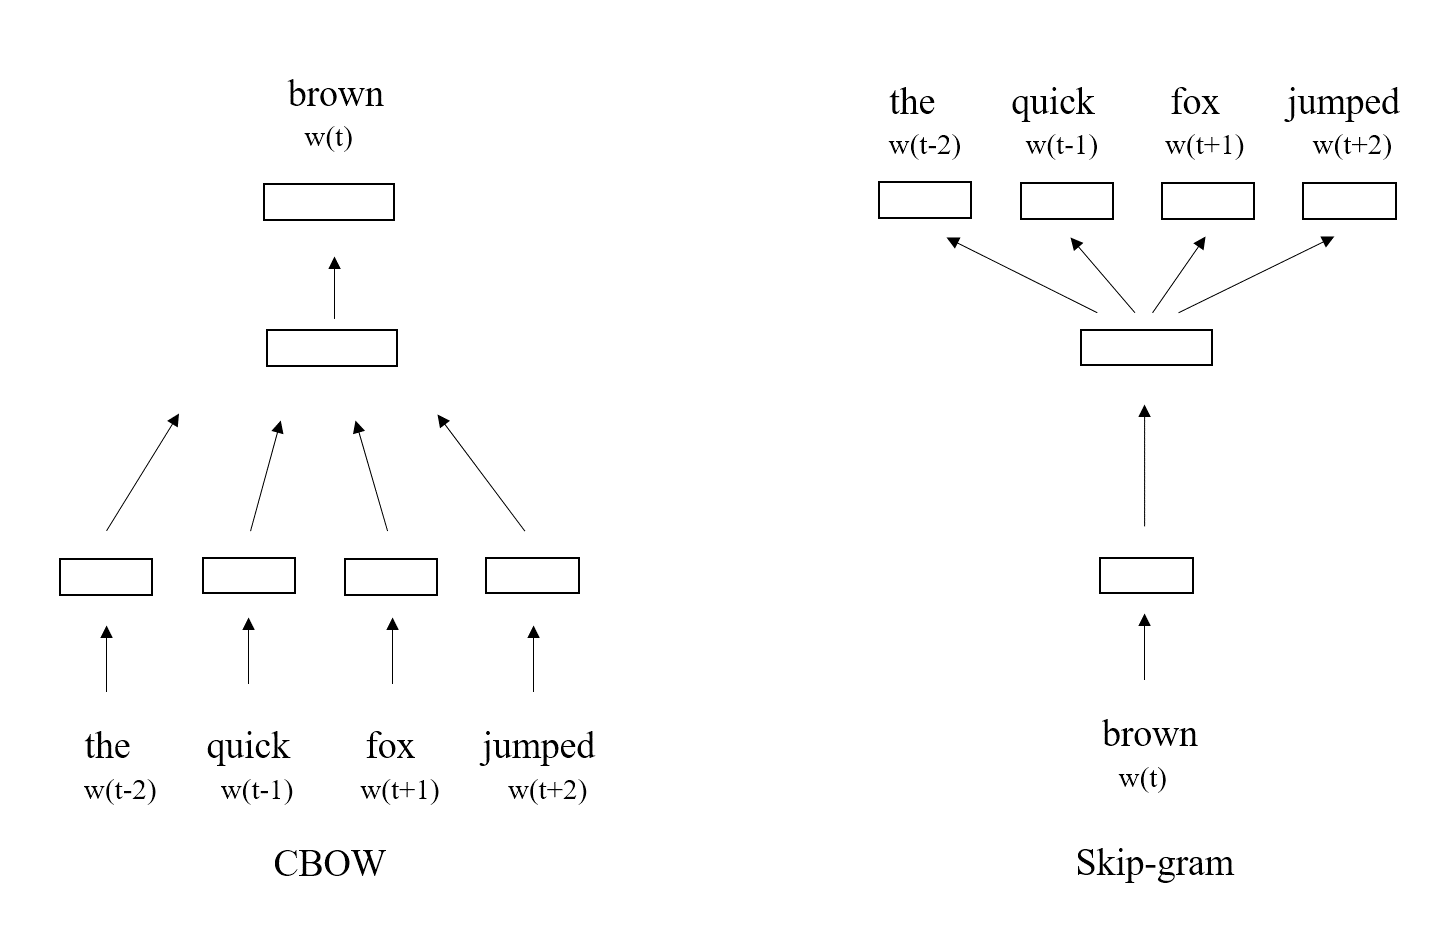 brown
w(t)
the quick fox jumped
w(t-2) w(t-1) w(t+1) w(t+2)
CBOW
the quick fox jumped
w(t-2) w(t-1) w(t+1) w(t+2)
brown
w(t)
Skip-gram